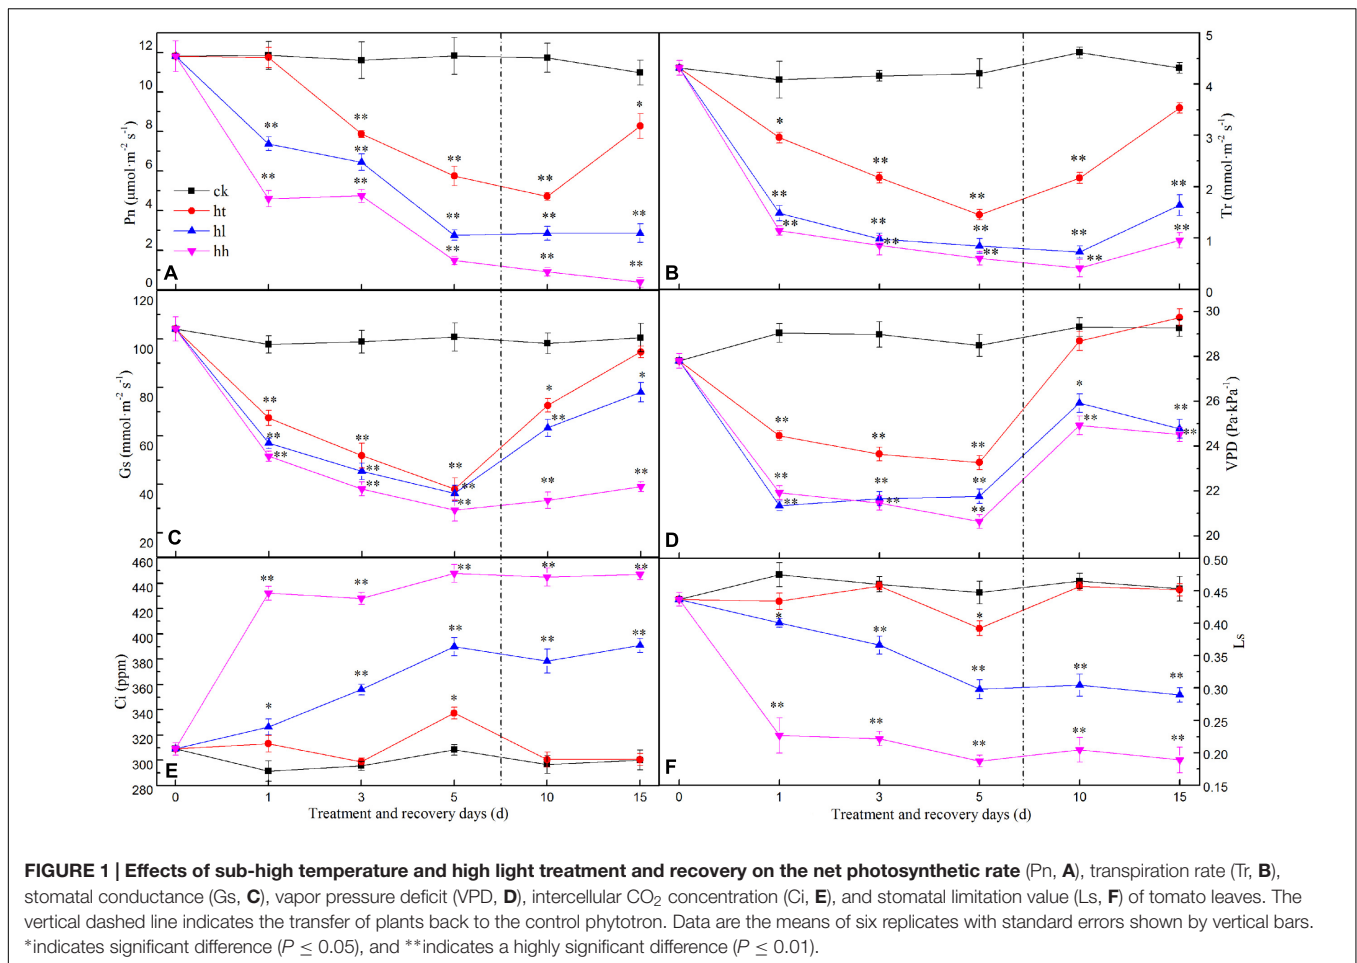 12
10
8
6
4
2
0
Pn (μmol·m⁻² s⁻¹)
ck
ht
hl
hh
A
** ** ** ** ** ** ** ** ** ** ** ** ** *
5
4
3
2
1
0
Tr (mmol·m⁻² s⁻¹)
B
* ** ** ** ** ** ** ** ** ** ** ** ** **
120
100
80
60
40
20
Gs (mmol·m⁻² s⁻¹)
C
** ** ** ** ** ** ** ** ** * ** ** * **
30
28
26
24
22
20
VPD (Pa·kPa⁻¹)
D
** ** ** ** ** ** ** ** ** * ** ** **
460
440
420
400
380
360
340
320
300
280
Ci (ppm)
E
** * ** ** ** ** * ** ** ** **
0 1 3 5 10 15
Treatment and recovery days (d)
0.50
0.45
0.40
0.35
0.30
0.25
0.20
0.15
Ls
F
* ** ** ** * ** ** ** ** ** **
0 1 3 5 10 15
Treatment and recovery days (d)
FIGURE 1 | Effects of sub-high temperature and high light treatment and recovery on the net photosynthetic rate (Pn, A), transpiration rate (Tr, B),
stomatal conductance (Gs, C), vapor pressure deficit (VPD, D), intercellular CO₂ concentration (Ci, E), and stomatal limitation value (Ls, F) of tomato leaves. The
vertical dashed line indicates the transfer of plants back to the control phytotron. Data are the means of six replicates with standard errors shown by vertical bars.
*indicates significant difference (P ≤ 0.05), and **indicates a highly significant difference (P ≤ 0.01).